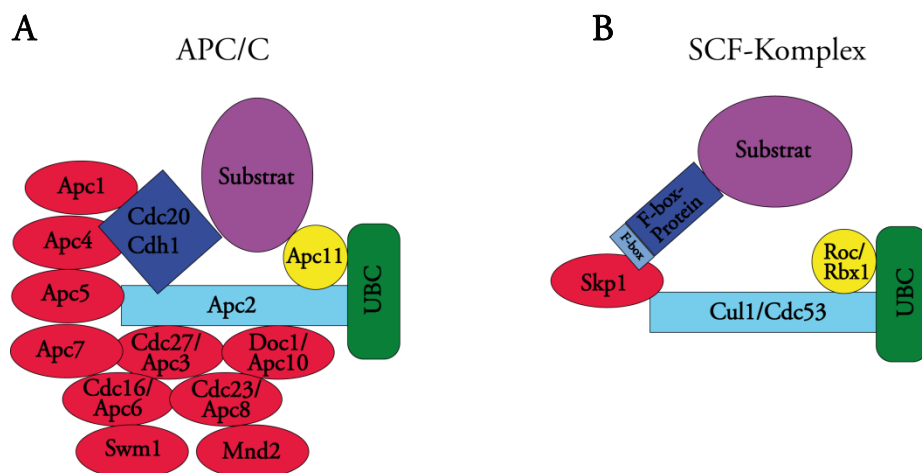 A
APC/C
Substrat
Apc1
Cdc20
Cdh1
Apc4
Apc11
UBC
Apc5
Apc2
Apc7
Cdc27/
Apc3
Doc1/
Apc10
Cdc16/
Apc6
Cdc23/
Apc8
Swm1
Mnd2
B
SCF-Komplex
Substrat
F-box-
Protein
F-box
Skp1
Roc/
Rbx1
UBC
Cul1/Cdc53